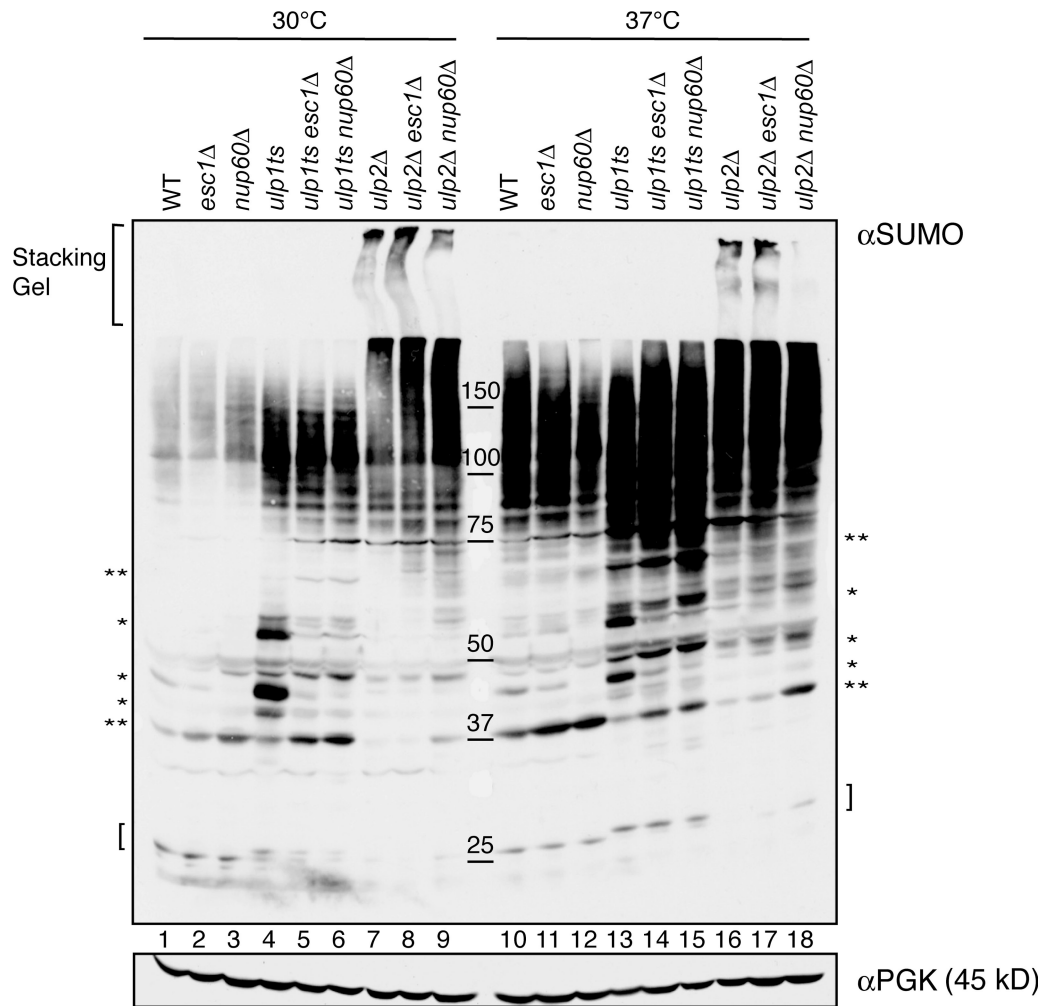 30°C 37°C
WT
esc1Δ
nup60Δ
ulp1ts
ulp1ts esc1Δ
ulp1ts nup60Δ
ulp2Δ
ulp2Δ esc1Δ
ulp2Δ nup60Δ
WT
esc1Δ
nup60Δ
ulp1ts
ulp1ts esc1Δ
ulp1ts nup60Δ
ulp2Δ
ulp2Δ esc1Δ
ulp2Δ nup60Δ
αSUMO
Stacking
Gel
150
100
75
**
**
*
*
50
*
*
*
*
**
**
37
]
[
25
1 2 3 4 5 6 7 8 9 10 11 12 13 14 15 16 17 18
αPGK (45 kD)